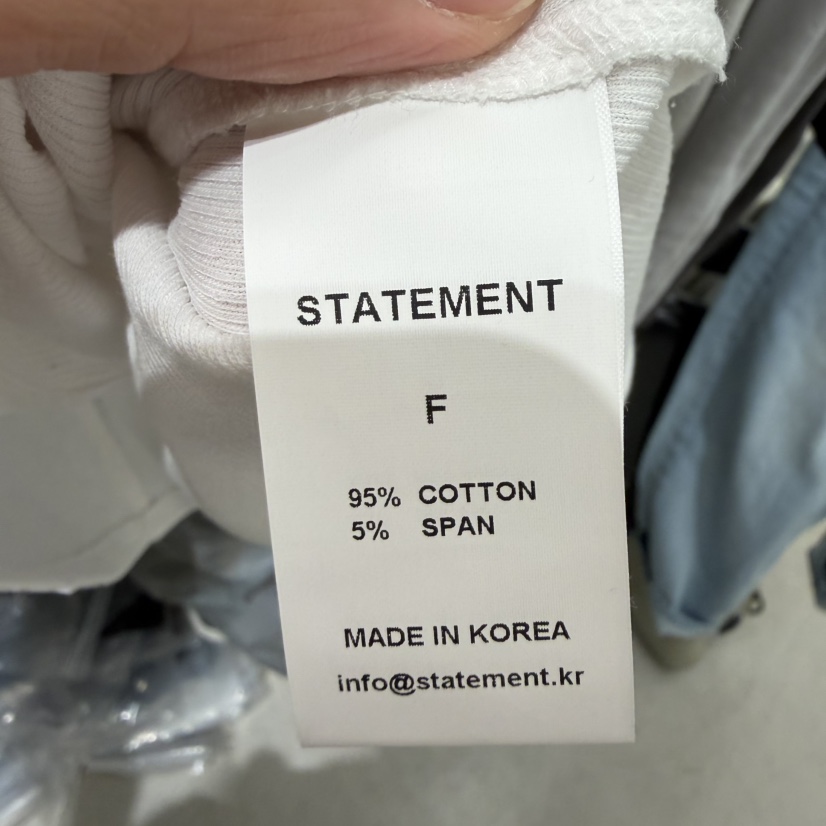 STATEMENT
F
95% COTTON
5% SPAN
MADE IN KOREA
info@statement.kr